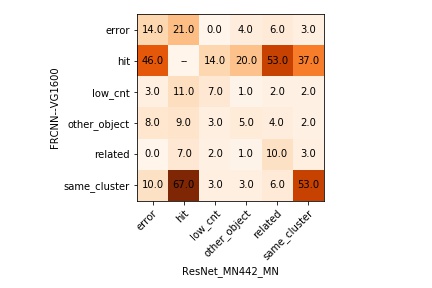 error 14.0 21.0 0.0 4.0 6.0 3.0
hit 46.0 -- 14.0 20.0 53.0 37.0
low_cnt 3.0 11.0 7.0 1.0 2.0 2.0
other_object 8.0 9.0 3.0 5.0 4.0 2.0
related 0.0 7.0 2.0 1.0 10.0 3.0
same_cluster 10.0 67.0 3.0 3.0 6.0 53.0
FRCNN--VG1600
error hit low_cnt other_object related same_cluster
ResNet_MN442_MN